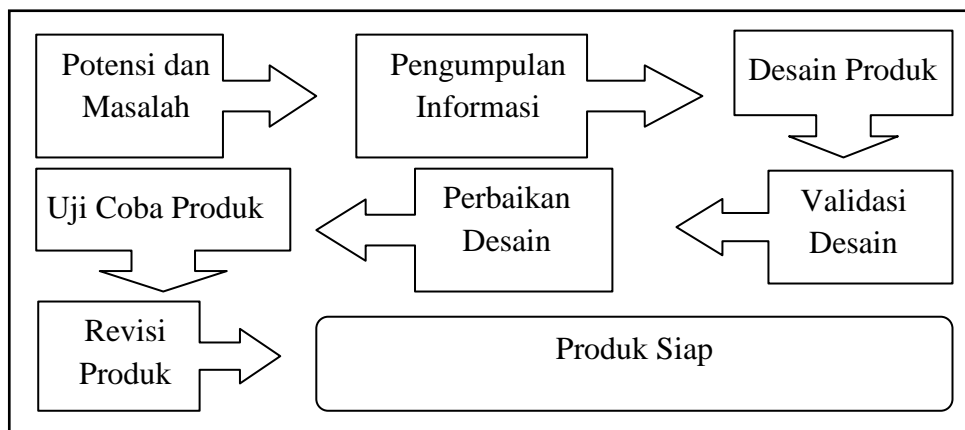 Potensi dan
Masalah
Pengumpulan
Informasi
Desain Produk
Validasi
Desain
Perbaikan
Desain
Uji Coba Produk
Revisi
Produk
Produk Siap